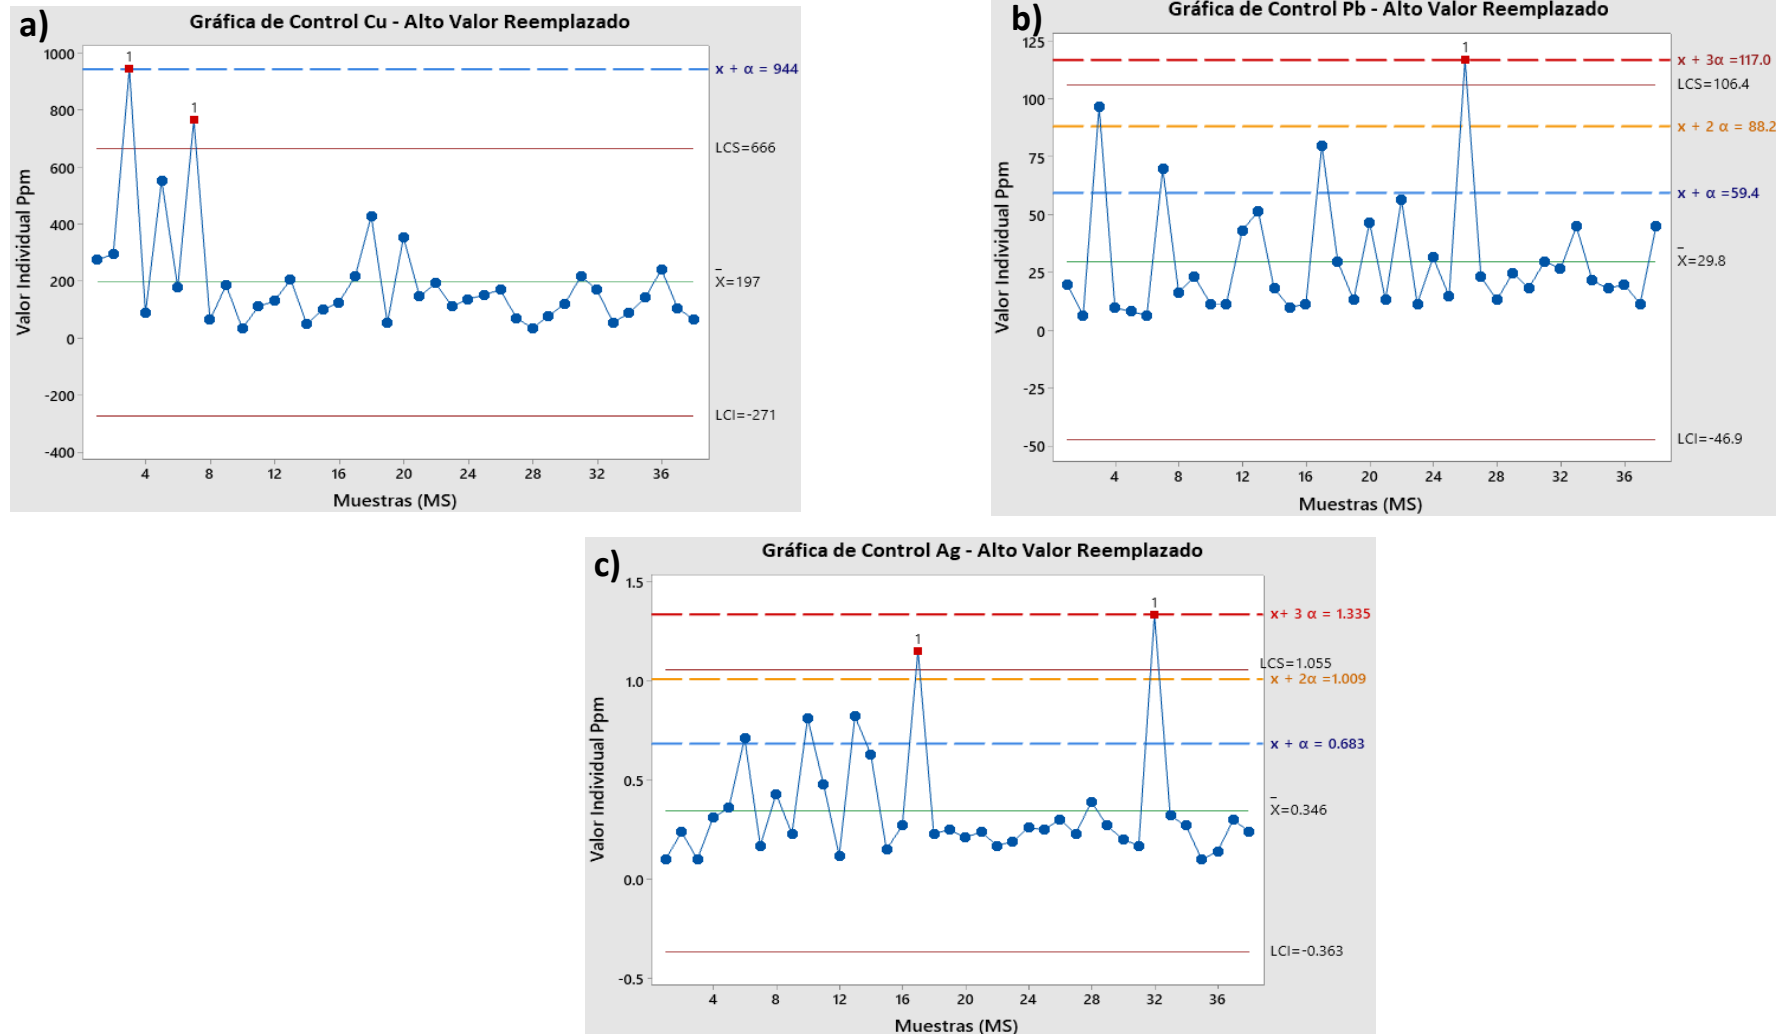 a)
Gráfica de Control Cu - Alto Valor Reemplazado
Valor Individual Ppm
1000
800
600
400
200
0
-200
-400
1
1
x + α = 944
LCS=666
X̄=197
LCI=-271
4 8 12 16 20 24 28 32 36
Muestras (MS)
b)
Gráfica de Control Pb - Alto Valor Reemplazado
Valor Individual Ppm
125
100
75
50
25
0
-25
-50
1
x + 3α =117.0
LCS=106.4
x + 2 α = 88.2
x + α =59.4
X̄=29.8
LCI=-46.9
4 8 12 16 20 24 28 32 36
Muestras (MS)
c)
Gráfica de Control Ag - Alto Valor Reemplazado
Valor Individual Ppm
1.5
1.0
0.5
0.0
-0.5
1
1
x+ 3 α = 1.335
LCS=1.055
x + 2α =1.009
x + α = 0.683
X̄=0.346
LCI=-0.363
4 8 12 16 20 24 28 32 36
Muestras (MS)